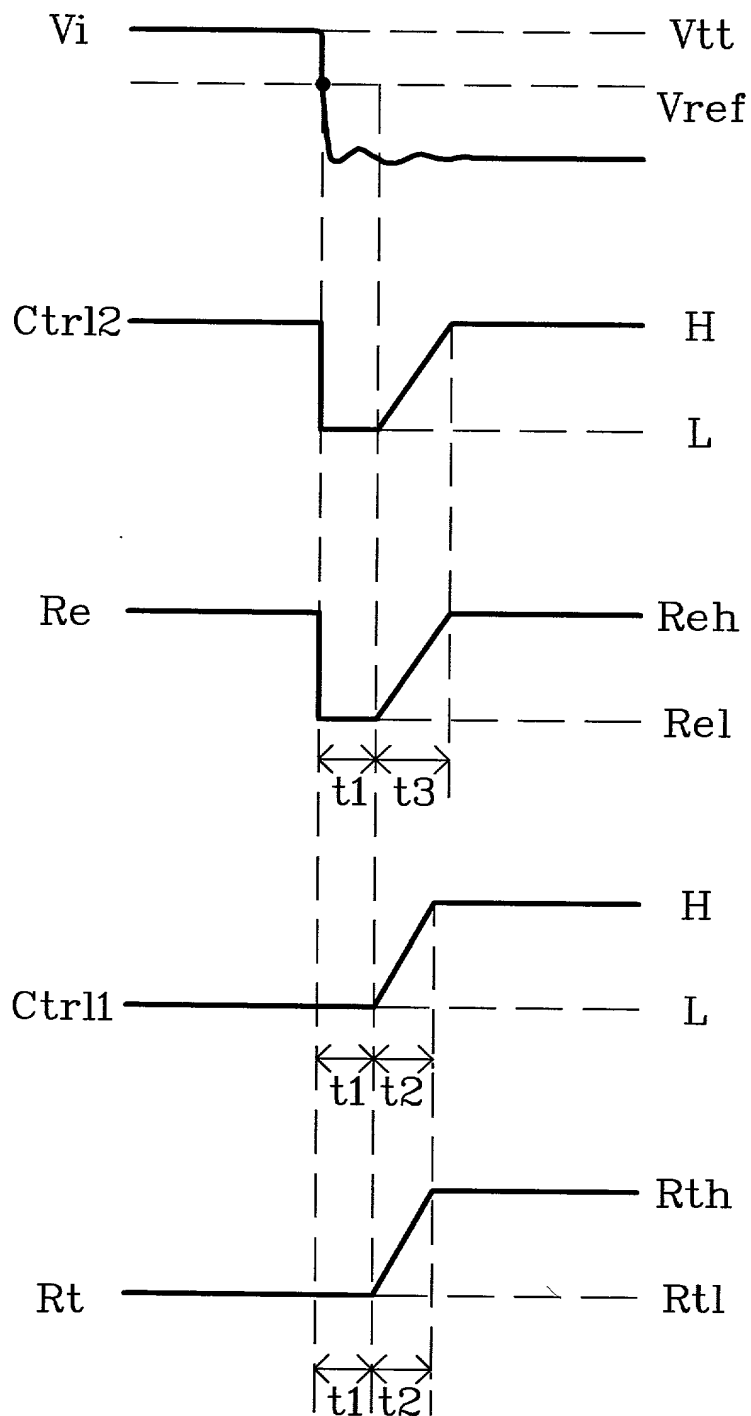 Vi Vtt
Vref
Ctrl2 H
L
Re Reh
Rel
t1 t3
H
Ctrl1 L
t1 t2
Rth
Rt Rtl
t1 t2